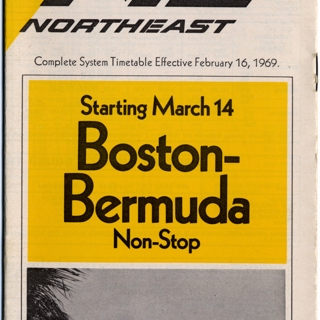 NORTHEAST
Complete System Timetable Effective February 16, 1969.
Starting March 14
Boston-
Bermuda
Non-Stop